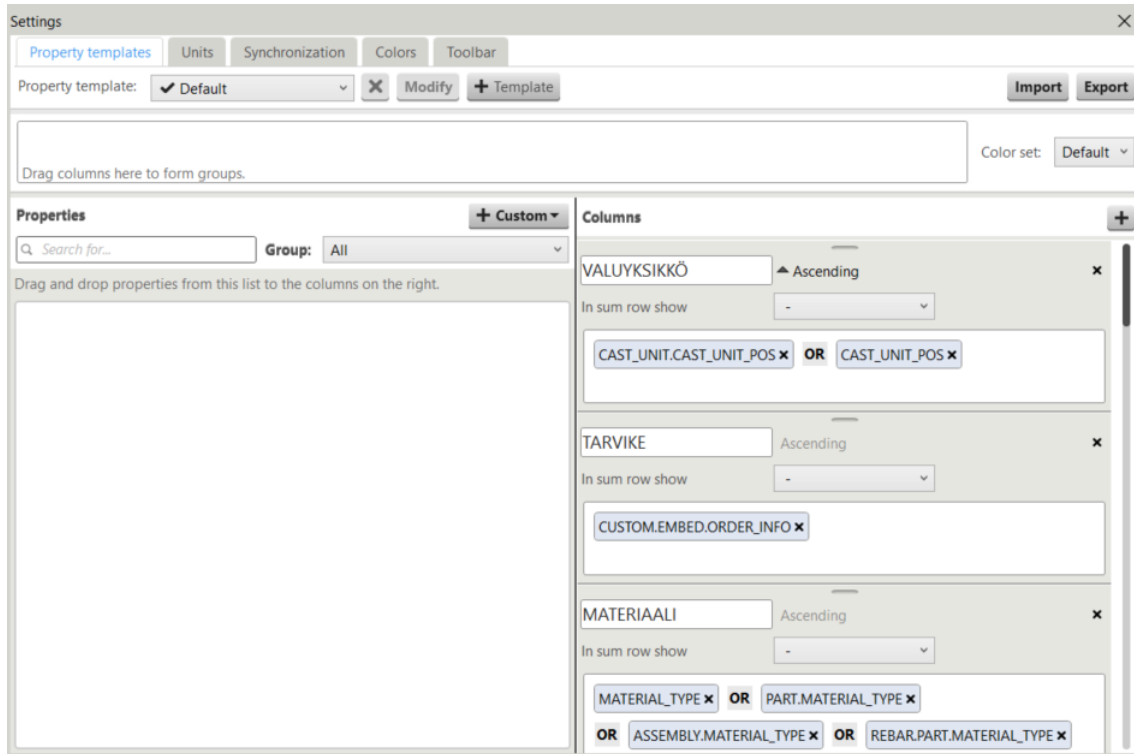 Settings
Property templates Units Synchronization Colors Toolbar
Property template: Default Modify + Template Import Export
Drag columns here to form groups.
Color set: Default
Properties + Custom
Search for... Group: All
Drag and drop properties from this list to the columns on the right.
Columns +
VALUYKSIKKÖ Ascending
In sum row show -
CAST_UNIT.CAST_UNIT_POS OR CAST_UNIT_POS
TARVIKE Ascending
In sum row show -
CUSTOM.EMBED.ORDER_INFO
MATERIAALI Ascending
In sum row show -
MATERIAL_TYPE OR PART.MATERIAL_TYPE
OR ASSEMBLY.MATERIAL_TYPE OR REBAR.PART.MATERIAL_TYPE